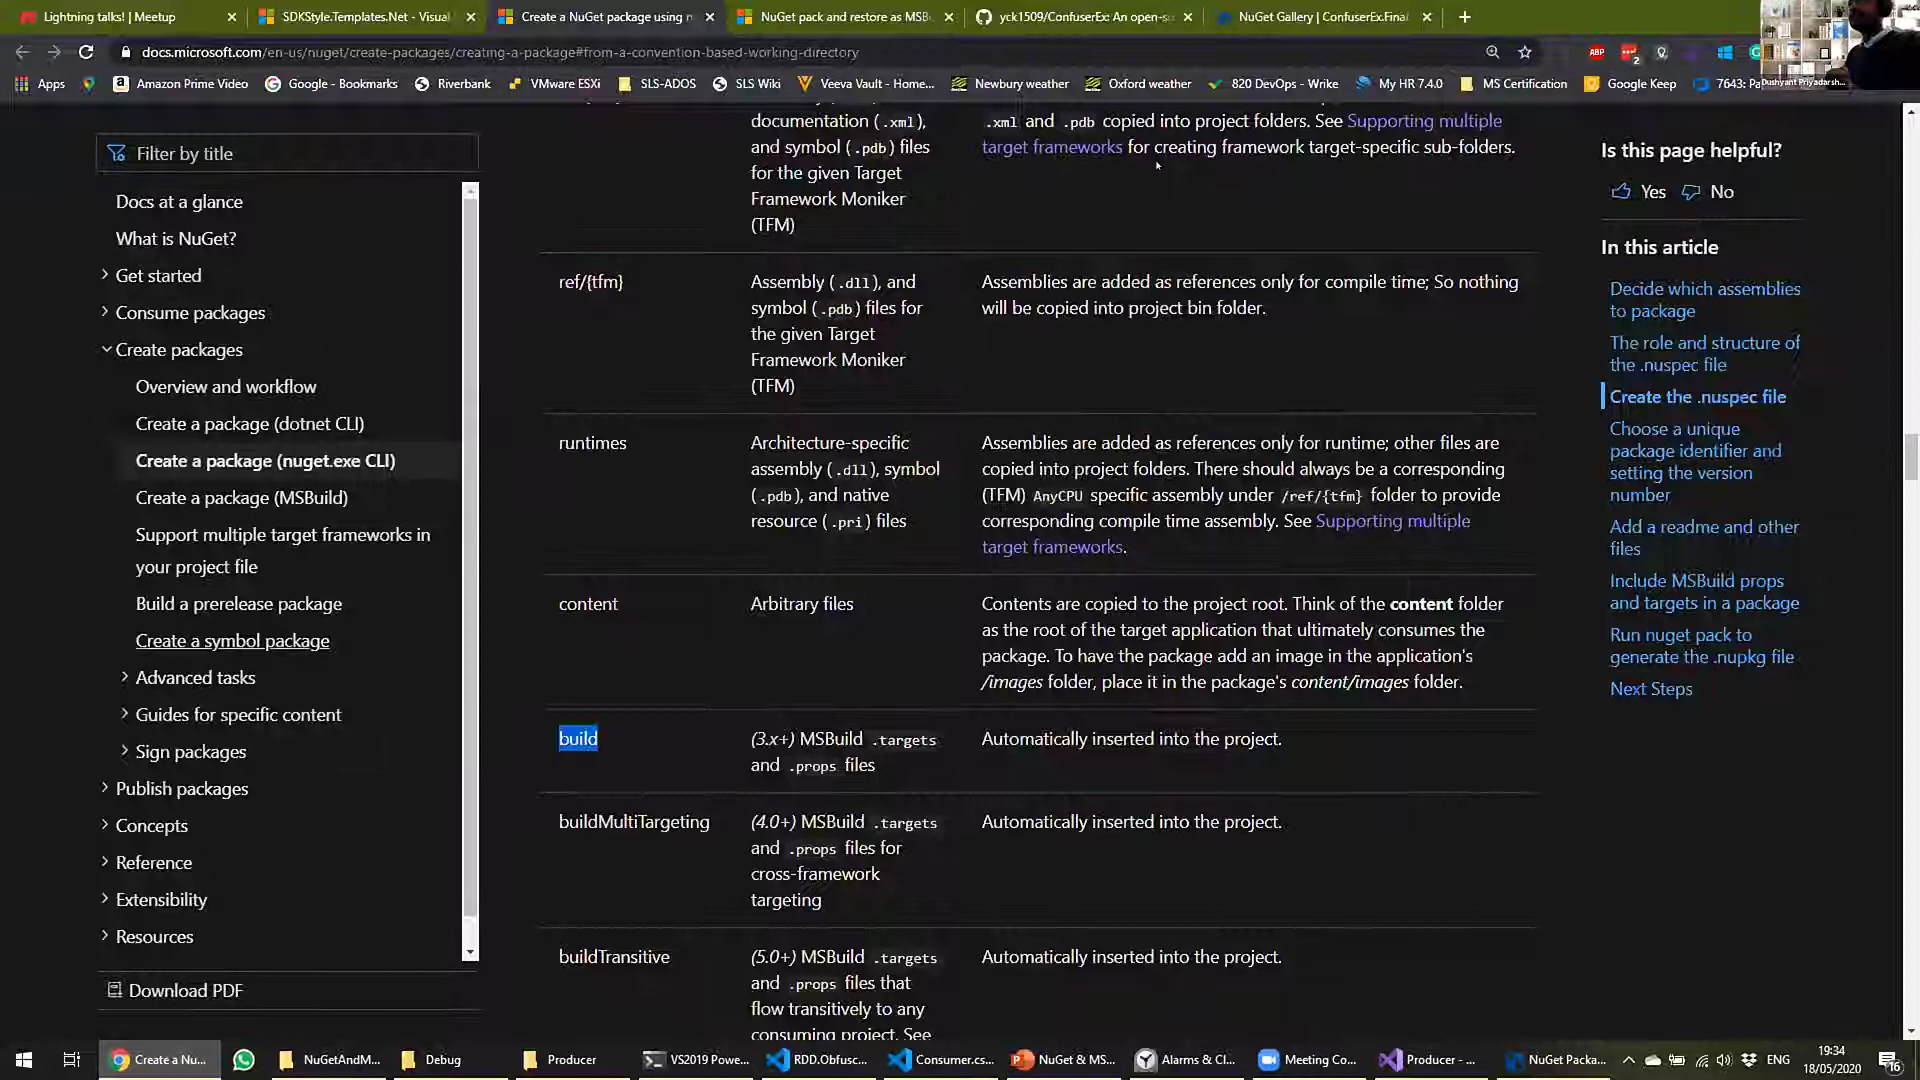 Lightning talks! | Meetup
SDKStyle.Templates.Net - Visual
Create a NuGet package using n
NuGet pack and restore as MSB
yck1509/ConfuserEx: An open-so
NuGet Gallery | ConfuserEx.Final
docs.microsoft.com/en-us/nuget/create-packages/creating-a-package#from-a-convention-based-working-directory
ABP
2
Apps
Amazon Prime Video
Google - Bookmarks
Riverbank
VMware ESXi
SLS-ADOS
SLS Wiki
Veeva Vault - Home...
Newbury weather
Oxford weather
820 DevOps - Wrike
My HR 7.4.0
MS Certification
Google Keep
7643: Pa
Dushyant Priyadarsh...
Filter by title
Docs at a glance
What is NuGet?
Get started
Consume packages
Create packages
Overview and workflow
Create a package (dotnet CLI)
Create a package (nuget.exe CLI)
Create a package (MSBuild)
Support multiple target frameworks in
your project file
Build a prerelease package
Create a symbol package
Advanced tasks
Guides for specific content
Sign packages
Publish packages
Concepts
Reference
Extensibility
Resources
Download PDF
documentation (.xml),
and symbol (.pdb) files
for the given Target
Framework Moniker
(TFM)
.xml and .pdb copied into project folders. See Supporting multiple
target frameworks for creating framework target-specific sub-folders.
ref/{tfm}
Assembly (.dll), and
symbol (.pdb) files for
the given Target
Framework Moniker
(TFM)
Assemblies are added as references only for compile time; So nothing
will be copied into project bin folder.
runtimes
Architecture-specific
assembly (.dll), symbol
(.pdb), and native
resource (.pri) files
Assemblies are added as references only for runtime; other files are
copied into project folders. There should always be a corresponding
(TFM) AnyCPU specific assembly under /ref/{tfm} folder to provide
corresponding compile time assembly. See Supporting multiple
target frameworks.
content
Arbitrary files
Contents are copied to the project root. Think of the content folder
as the root of the target application that ultimately consumes the
package. To have the package add an image in the application's
/images folder, place it in the package's content/images folder.
build
(3.x+) MSBuild .targets
and .props files
Automatically inserted into the project.
buildMultiTargeting
(4.0+) MSBuild .targets
and .props files for
cross-framework
targeting
Automatically inserted into the project.
buildTransitive
(5.0+) MSBuild .targets
and .props files that
flow transitively to any
consuming project. See
Automatically inserted into the project.
Is this page helpful?
Yes
No
In this article
Decide which assemblies
to package
The role and structure of
the .nuspec file
Create the .nuspec file
Choose a unique
package identifier and
setting the version
number
Add a readme and other
files
Include MSBuild props
and targets in a package
Run nuget pack to
generate the .nupkg file
Next Steps
Create a Nu...
NuGetAndM...
Debug
Producer
VS2019 Powe...
RDD.Obfusc...
Consumer.cs...
NuGet & MS...
Alarms & Cl...
Meeting Co...
Producer - ...
NuGet Packa...
ENG
19:34
18/05/2020
16